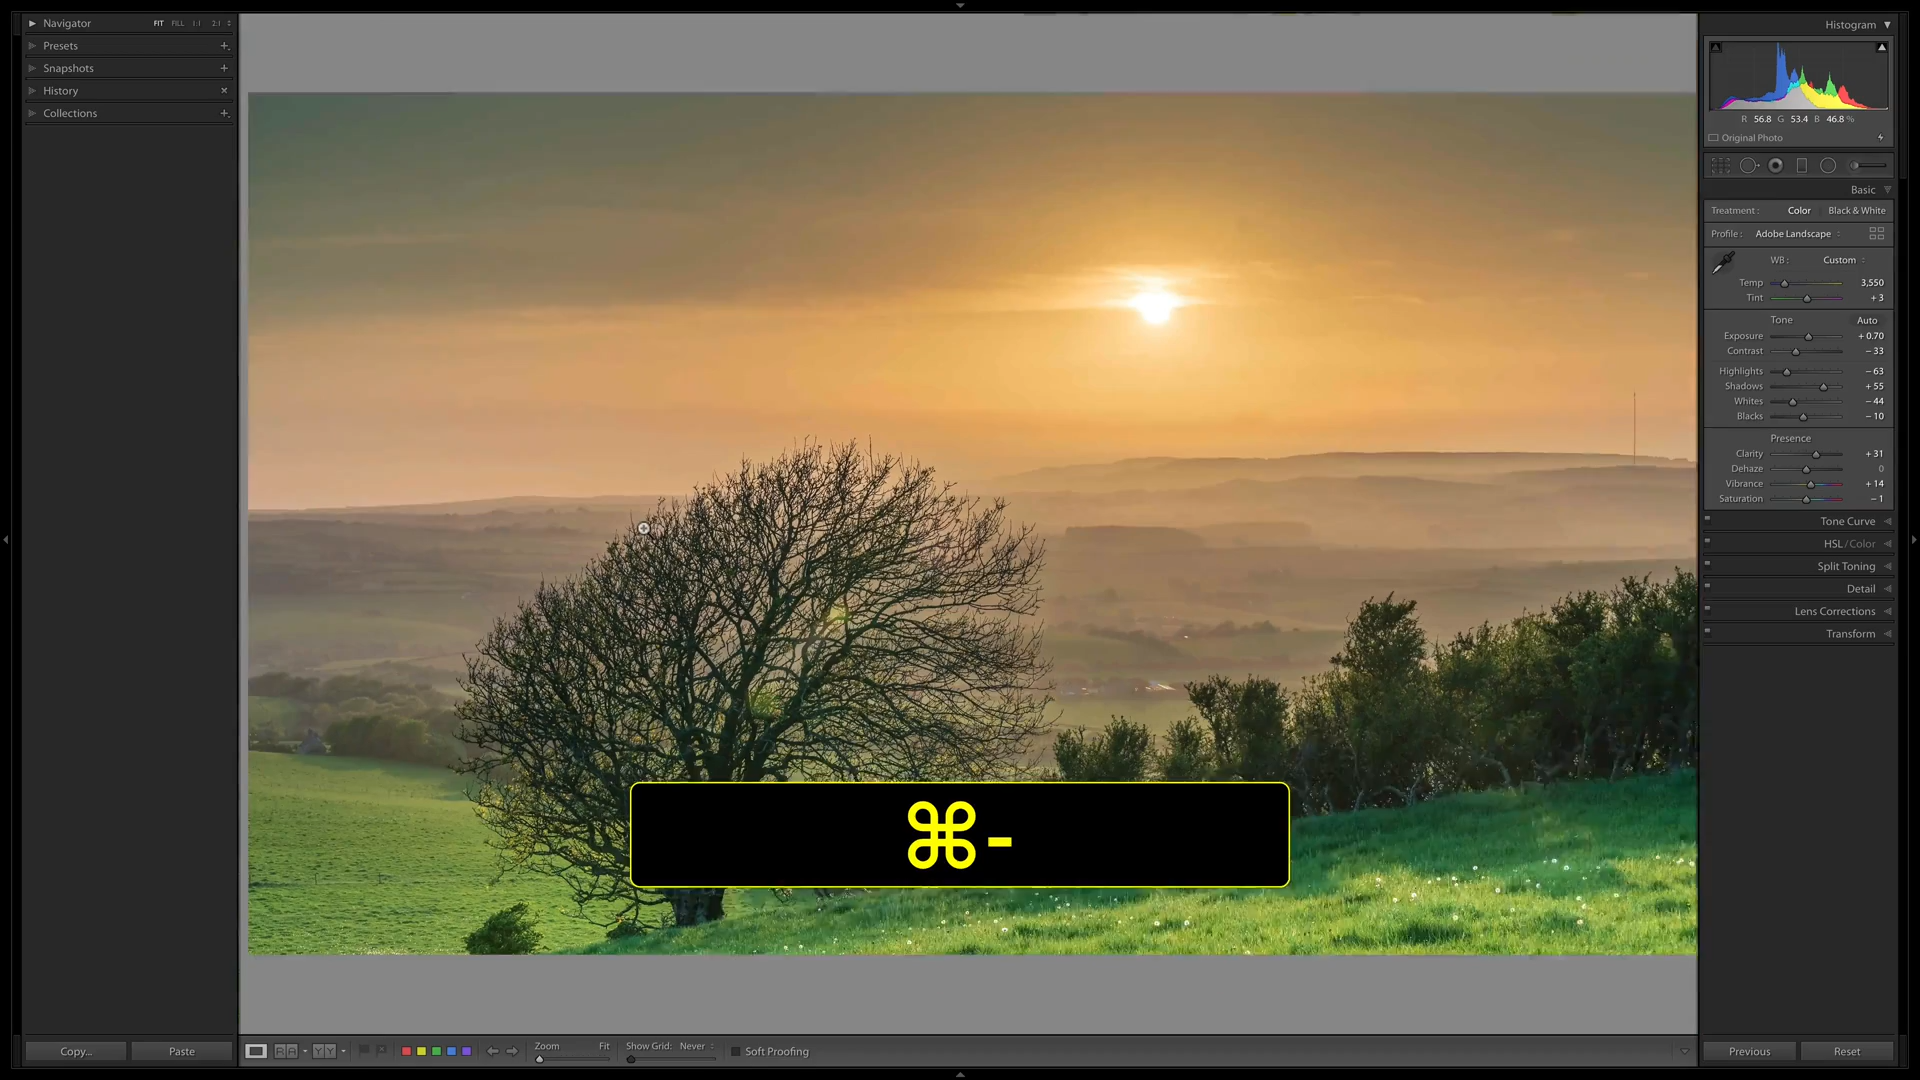 Navigator FIT FILL 1:1 2:1
Presets
Snapshots
History
Collections
Histogram
R 56.8 G 53.4 B 46.8 %
Original Photo
Basic
Treatment : Color Black & White
Profile : Adobe Landscape
WB : Custom
Temp 3,550
Tint + 3
Tone Auto
Exposure + 0.70
Contrast − 33
Highlights − 63
Shadows + 55
Whites − 44
Blacks − 10
Presence
Clarity + 31
Dehaze 0
Vibrance + 14
Saturation − 1
Tone Curve
HSL / Color
Split Toning
Detail
Lens Corrections
Transform
⌘-
Copy... Paste
R A Y Y Zoom Fit Show Grid: Never Soft Proofing
Previous Reset